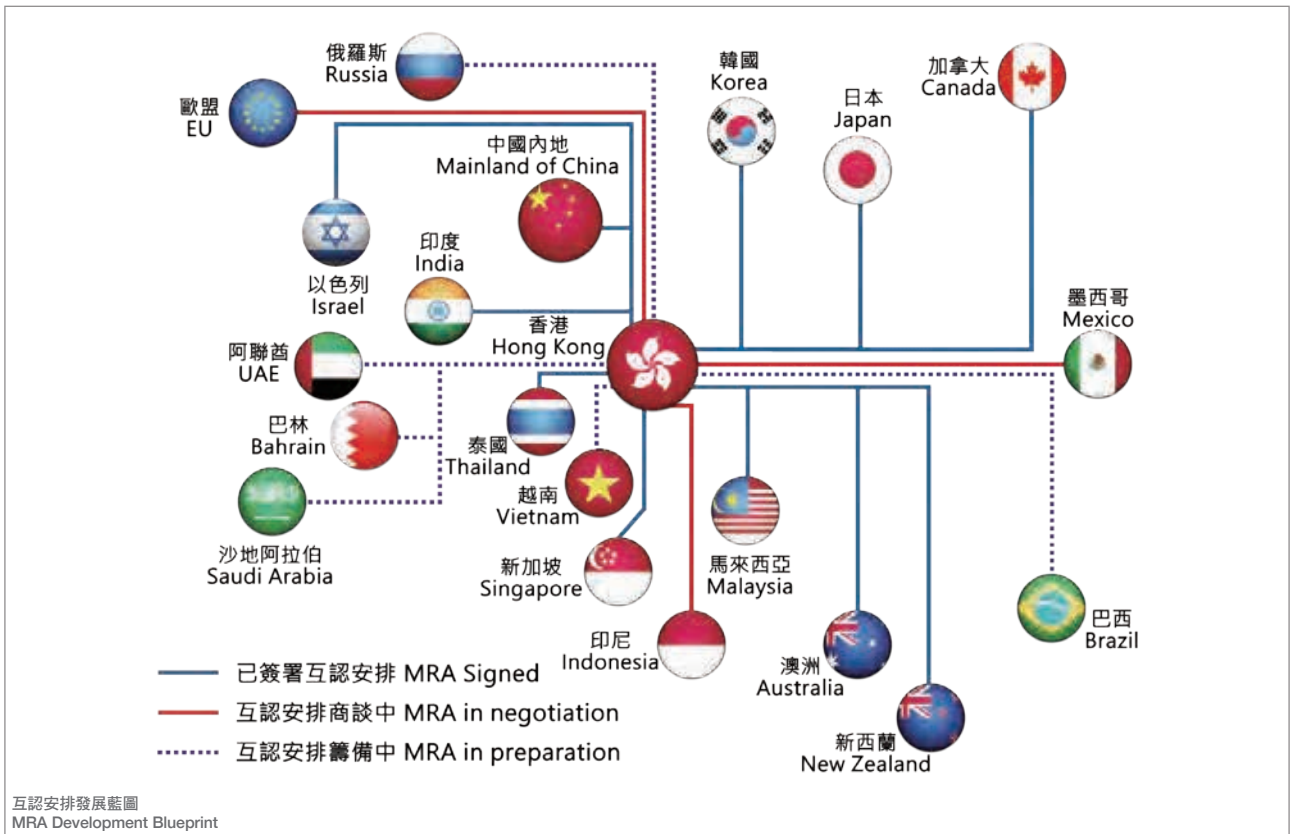 俄羅斯
Russia
歐盟
EU
韓國
Korea
日本
Japan
加拿大
Canada
中國內地
Mainland of China
以色列
Israel
印度
India
香港
Hong Kong
墨西哥
Mexico
阿聯酋
UAE
巴林
Bahrain
沙地阿拉伯
Saudi Arabia
泰國
Thailand
越南
Vietnam
新加坡
Singapore
印尼
Indonesia
馬來西亞
Malaysia
澳洲
Australia
新西蘭
New Zealand
巴西
Brazil
已簽署互認安排 MRA Signed
互認安排商談中 MRA in negotiation
互認安排籌備中 MRA in preparation
互認安排發展藍圖
MRA Development Blueprint